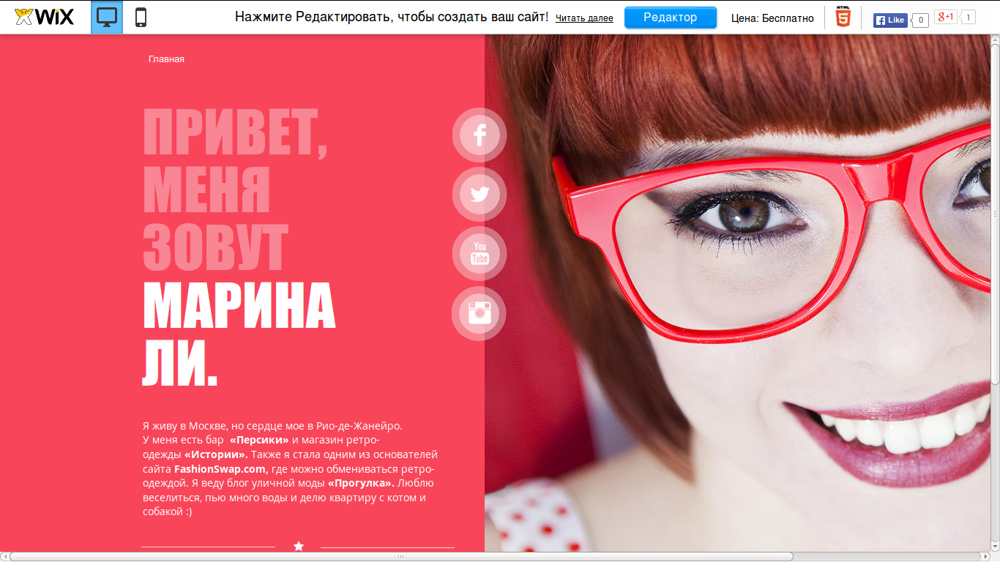 WiX
Нажмите Редактировать, чтобы создать ваш сайт! Читать далее
Редактор
Цена: Бесплатно
HTML
5
Like
0
g+1
1
Главная
ПРИВЕТ,
МЕНЯ
ЗОВУТ
МАРИНА
ЛИ.
You
Tube
Я живу в Москве, но сердце мое в Рио-де-Жанейро.
У меня есть бар «Персики» и магазин ретро-
одежды «Истории». Также я стала одним из основателей
сайта FashionSwap.com, где можно обмениваться ретро-
одеждой. Я веду блог уличной моды «Прогулка». Люблю
веселиться, пью много воды и делю квартиру с котом и
собакой :)